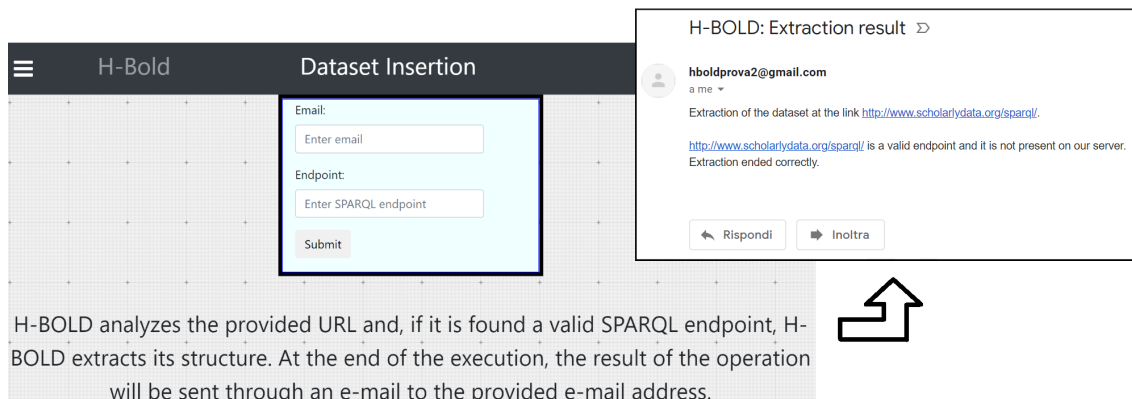 H-Bold
Dataset Insertion
Email:
Enter email
Endpoint:
Enter SPARQL endpoint
Submit
H-BOLD analyzes the provided URL and, if it is found a valid SPARQL endpoint, H-
BOLD extracts its structure. At the end of the execution, the result of the operation
will be sent through an e-mail to the provided e-mail address.
H-BOLD: Extraction result
hboldprova2@gmail.com
a me
Extraction of the dataset at the link http://www.scholarlydata.org/sparql/.
http://www.scholarlydata.org/sparql/ is a valid endpoint and it is not present on our server.
Extraction ended correctly.
Rispondi
Inoltra